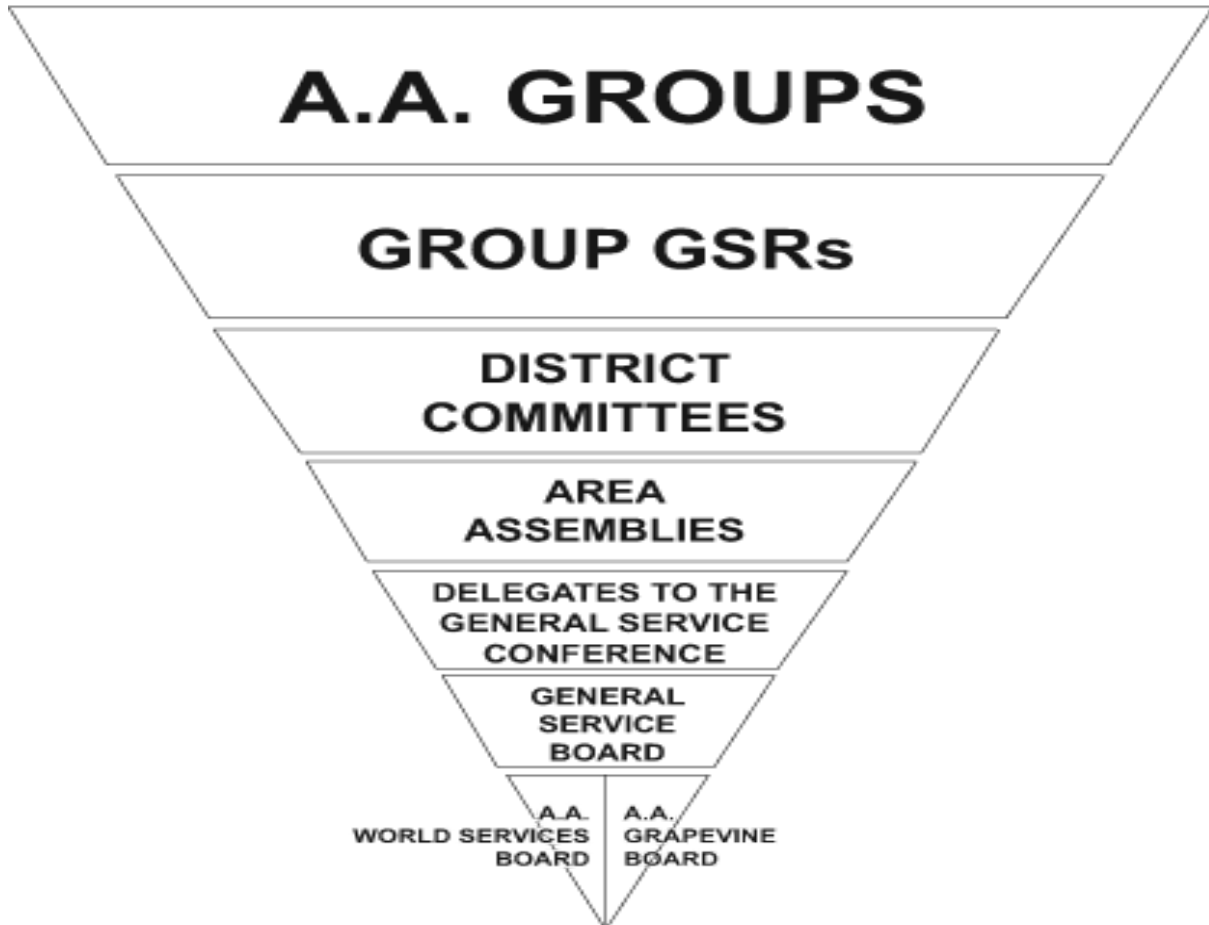 A.A. GROUPS
GROUP GSRs
DISTRICT
COMMITTEES
AREA
ASSEMBLIES
DELEGATES TO THE
GENERAL SERVICE
CONFERENCE
GENERAL
SERVICE
BOARD
A.A.
WORLD SERVICES
BOARD
A.A.
GRAPEVINE
BOARD